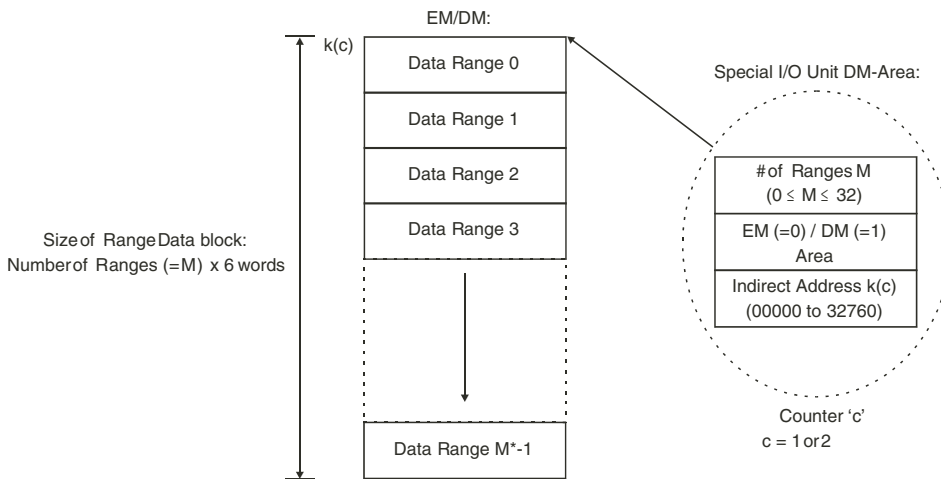 EM/DM:
k(c)
Data Range 0
Data Range 1
Data Range 2
Data Range 3
Data Range M*-1
Size of Range Data block:
Number of Ranges (=M) x 6 words
Special I/O Unit DM-Area:
# of Ranges M
(0 ≤ M ≤ 32)
EM (=0) / DM (=1)
Area
Indirect Address k(c)
(00000 to 32760)
Counter ‘c’
c = 1 or 2